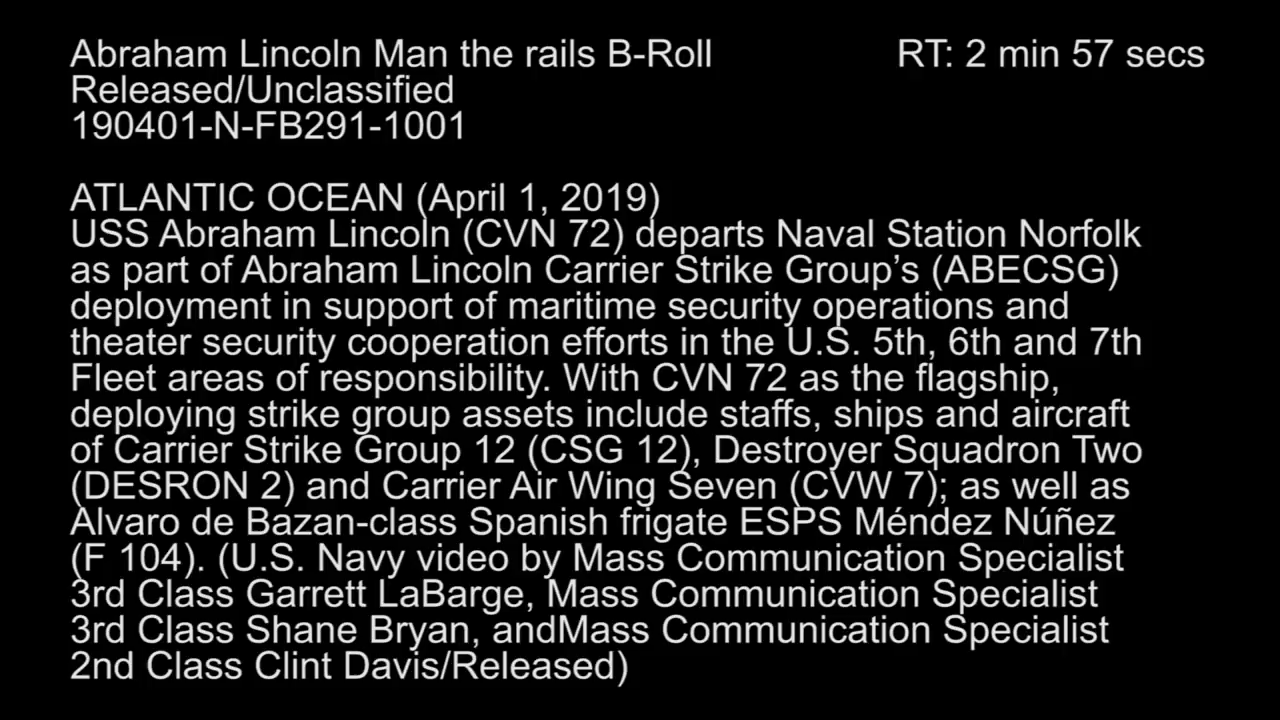 Abraham Lincoln Man the rails B-Roll RT: 2 min 57 secs
Released/Unclassified
190401-N-FB291-1001
ATLANTIC OCEAN (April 1, 2019)
USS Abraham Lincoln (CVN 72) departs Naval Station Norfolk
as part of Abraham Lincoln Carrier Strike Group’s (ABECSG)
deployment in support of maritime security operations and
theater security cooperation efforts in the U.S. 5th, 6th and 7th
Fleet areas of responsibility. With CVN 72 as the flagship,
deploying strike group assets include staffs, ships and aircraft
of Carrier Strike Group 12 (CSG 12), Destroyer Squadron Two
(DESRON 2) and Carrier Air Wing Seven (CVW 7); as well as
Alvaro de Bazan-class Spanish frigate ESPS Méndez Núñez
(F 104). (U.S. Navy video by Mass Communication Specialist
3rd Class Garrett LaBarge, Mass Communication Specialist
3rd Class Shane Bryan, andMass Communication Specialist
2nd Class Clint Davis/Released)